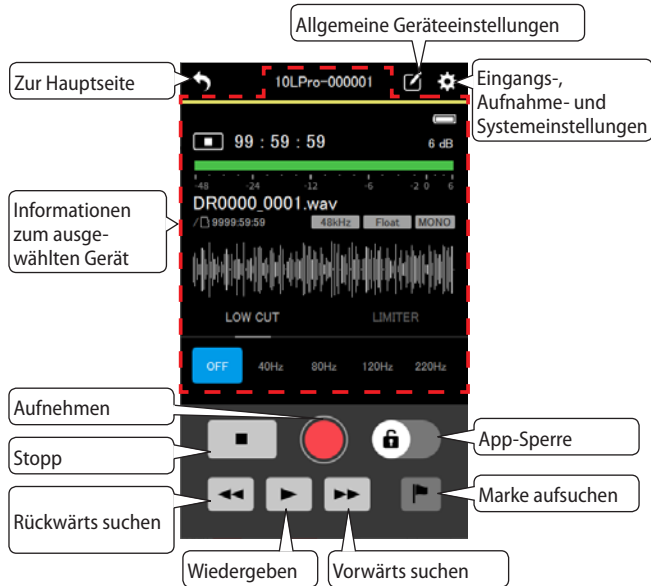 Allgemeine Geräteeinstellungen
Zur Hauptseite
10LPro-000001
Eingangs-,
Aufnahme- und
Systemeinstellungen
99 : 59 : 59
6 dB
-48 -24 -12 -6 -2 0 6
DR0000_0001.wav
/ 9999:59:59 48kHz Float MONO
Informationen
zum ausge-
wählten Gerät
LOW CUT LIMITER
OFF 40Hz 80Hz 120Hz 220Hz
Aufnehmen
App-Sperre
Stopp
Marke aufsuchen
Rückwärts suchen
Wiedergeben
Vorwärts suchen